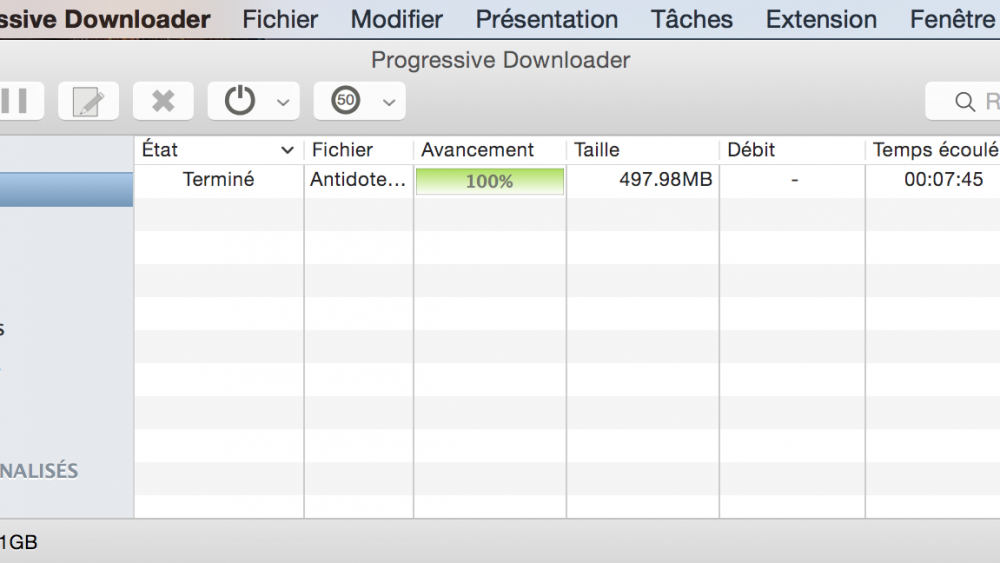 ssive Downloader Fichier Modifier Présentation Tâches Extension Fenêtre
Progressive Downloader
50 R
État Fichier Avancement Taille Débit Temps écoulé
Terminé Antidote... 100% 497.98MB - 00:07:45
s
NALISÉS
1GB